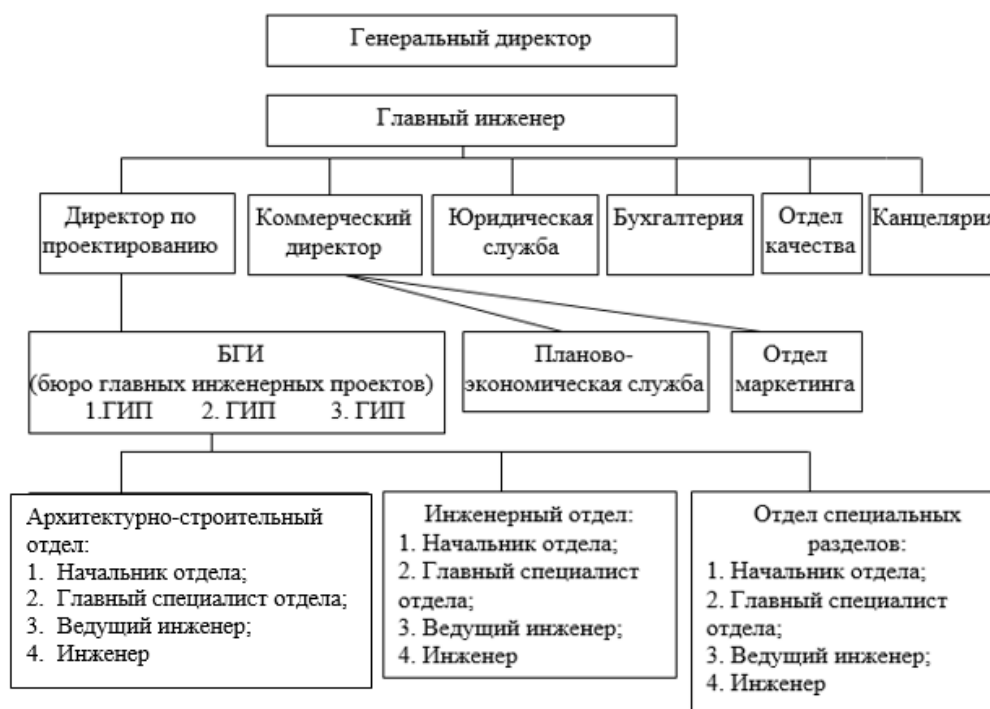 Генеральный директор
Главный инженер
Директор по
проектированию
Коммерческий
директор
Юридическая
служба
Бухгалтерия
Отдел
качества
Канцелярия
БГИ
(бюро главных инженерных проектов)
1.ГИП 2. ГИП 3. ГИП
Планово-
экономическая служба
Отдел
маркетинга
Архитектурно-строительный
отдел:
1. Начальник отдела;
2. Главный специалист отдела;
3. Ведущий инженер;
4. Инженер
Инженерный отдел:
1. Начальник отдела;
2. Главный специалист
отдела;
3. Ведущий инженер;
4. Инженер
Отдел специальных
разделов:
1. Начальник отдела;
2. Главный специалист
отдела;
3. Ведущий инженер;
4. Инженер